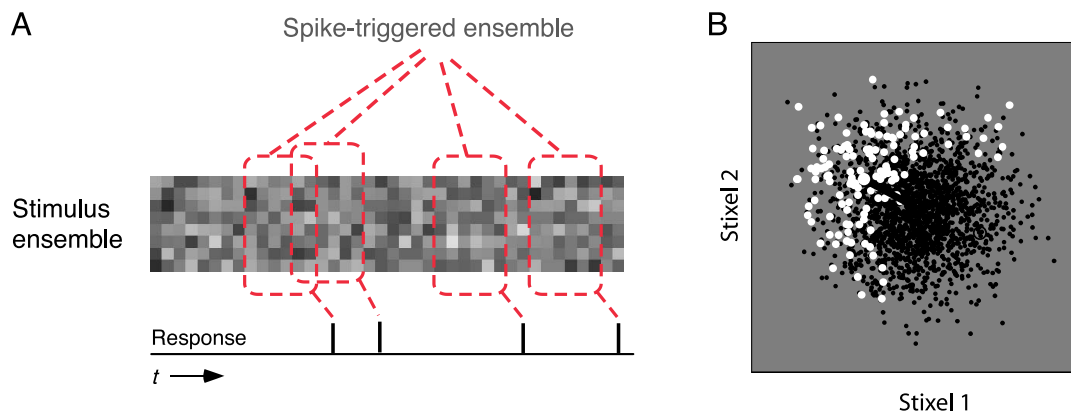 A
Spike-triggered ensemble
Stimulus
ensemble
Response
t
B
Stixel 2
Stixel 1